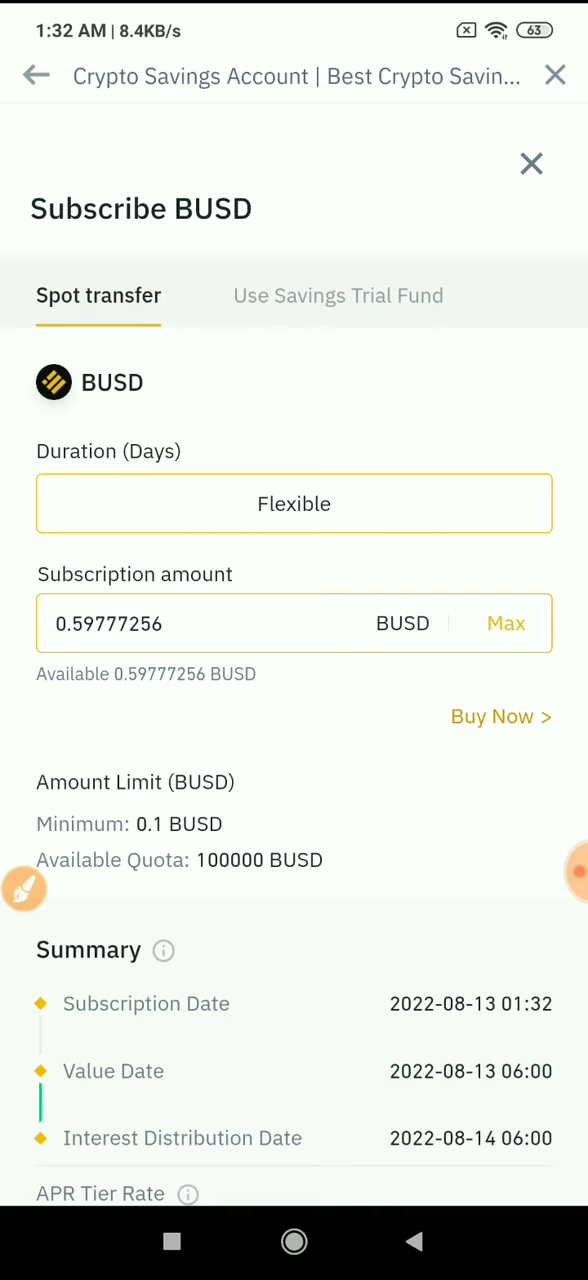 1:32 AM | 8.4KB/s 63
Crypto Savings Account | Best Crypto Savin...
Subscribe BUSD
Spot transfer Use Savings Trial Fund
BUSD
Duration (Days)
Flexible
Subscription amount
0.59777256 BUSD Max
Available 0.59777256 BUSD
Buy Now >
Amount Limit (BUSD)
Minimum: 0.1 BUSD
Available Quota: 100000 BUSD
Summary
Subscription Date 2022-08-13 01:32
Value Date 2022-08-13 06:00
Interest Distribution Date 2022-08-14 06:00
APR Tier Rate